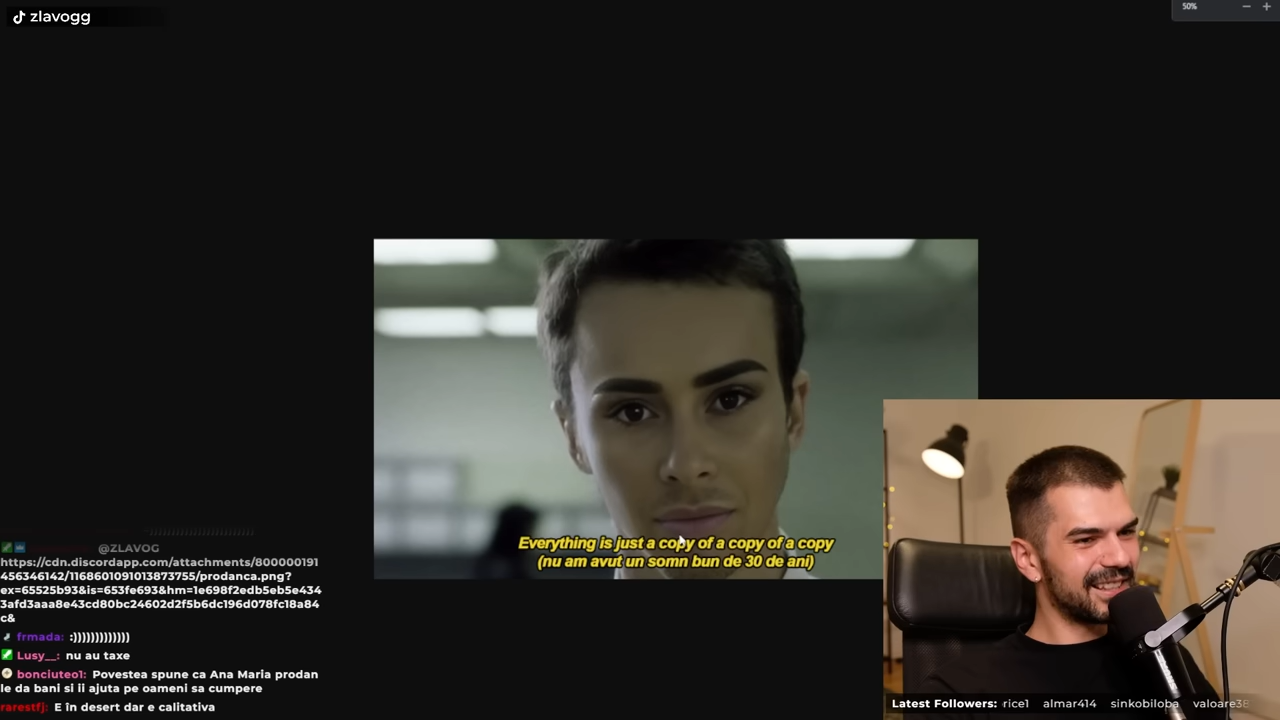 zlavogg
50%
Everything is just a copy of a copy of a copy
(nu am avut un somn bun de 30 de ani)
@ZLAVOG
https://cdn.discordapp.com/attachments/800000191
456346142/1168601091013873755/prodanca.png?
ex=65525b93&is=653fe693&hm=1e698f2edb5eb5e434
3afd3aaa8e43cd80bc24602d2f5b6dc196d078fc18a84
c&
frmada: :)))))))))))))
Lusy__: nu au taxe
bonciuteo1: Povestea spune ca Ana Maria prodan
le da bani si ii ajuta pe oameni sa cumpere
rarestfj: E în desert dar e calitativa
Latest Followers: rice1 almar414 sinkobiloba valoare38